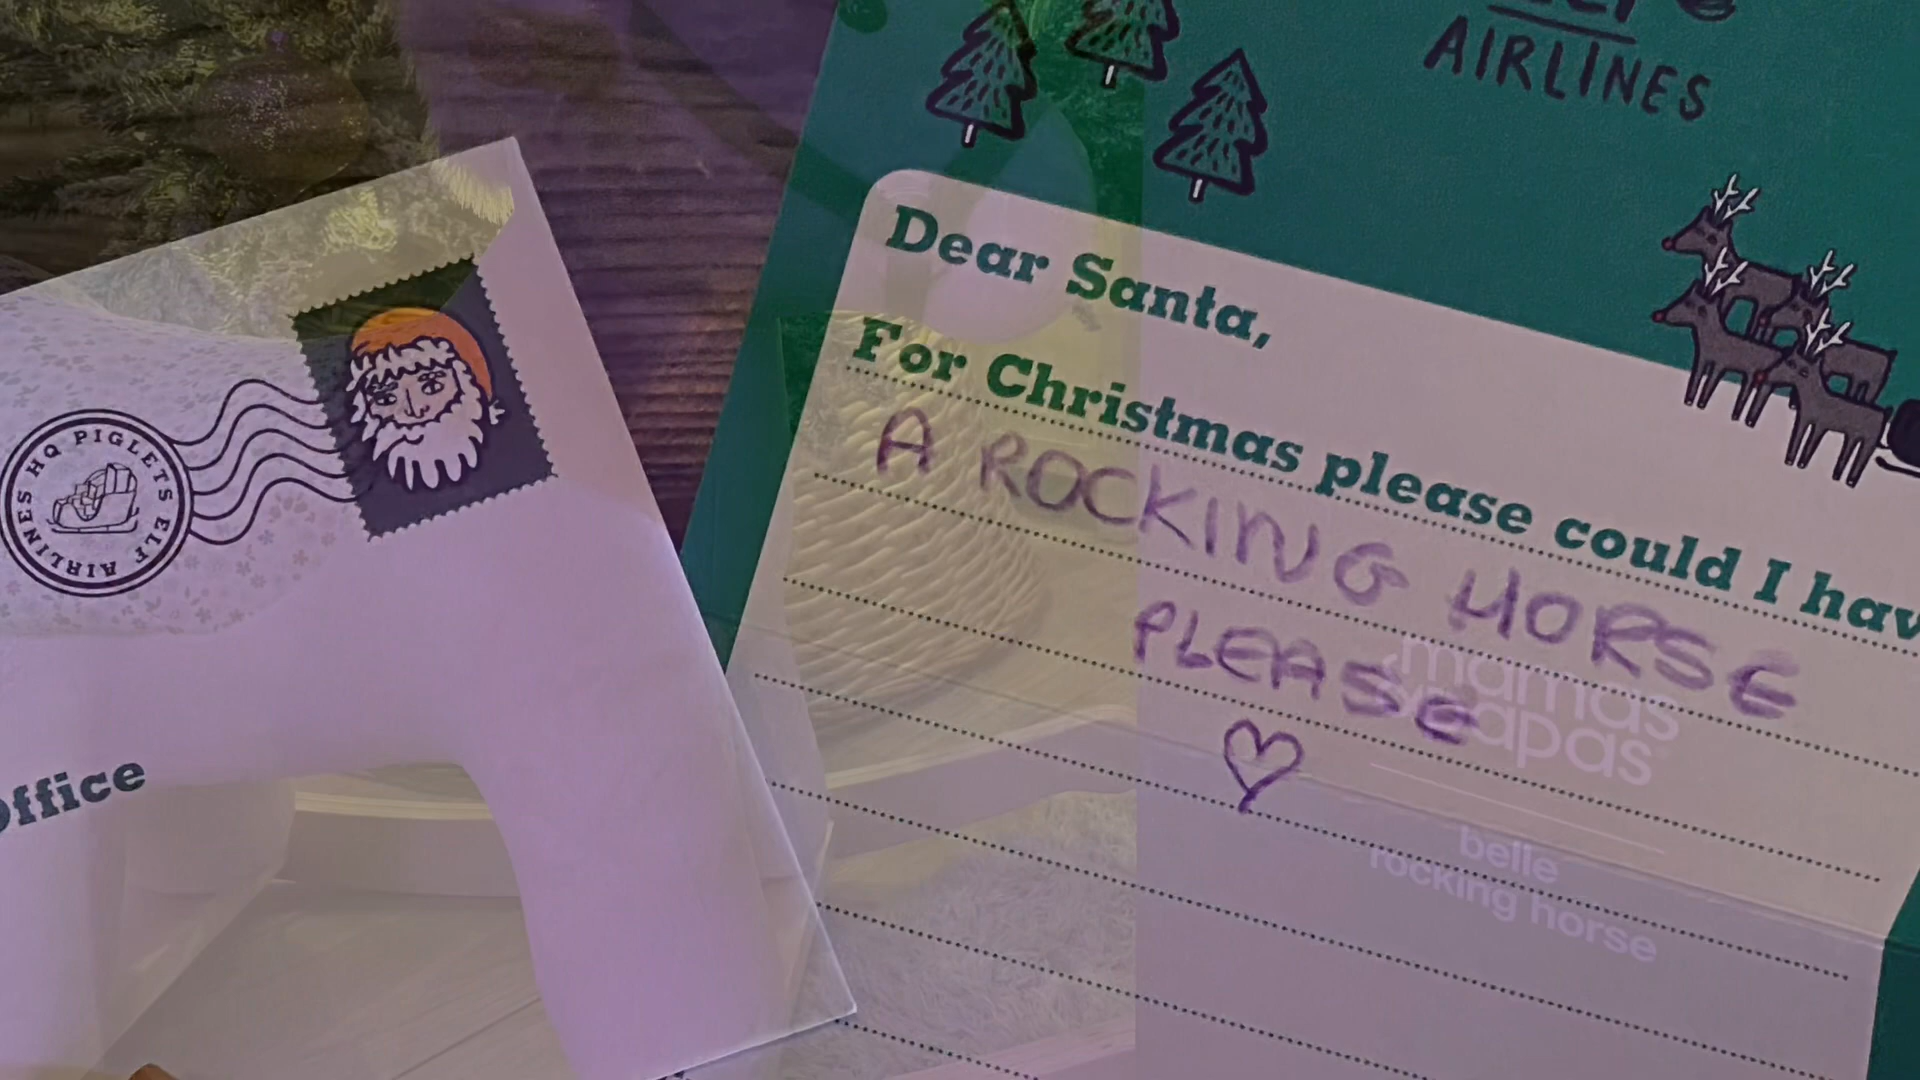 AIRLINES
Dear Santa,
For Christmas please could I hav
A ROCKING HORSE
PLEASE
mamas
papas
belle
rocking horse
HQ PIGLETS ELF AIRLINES
Office